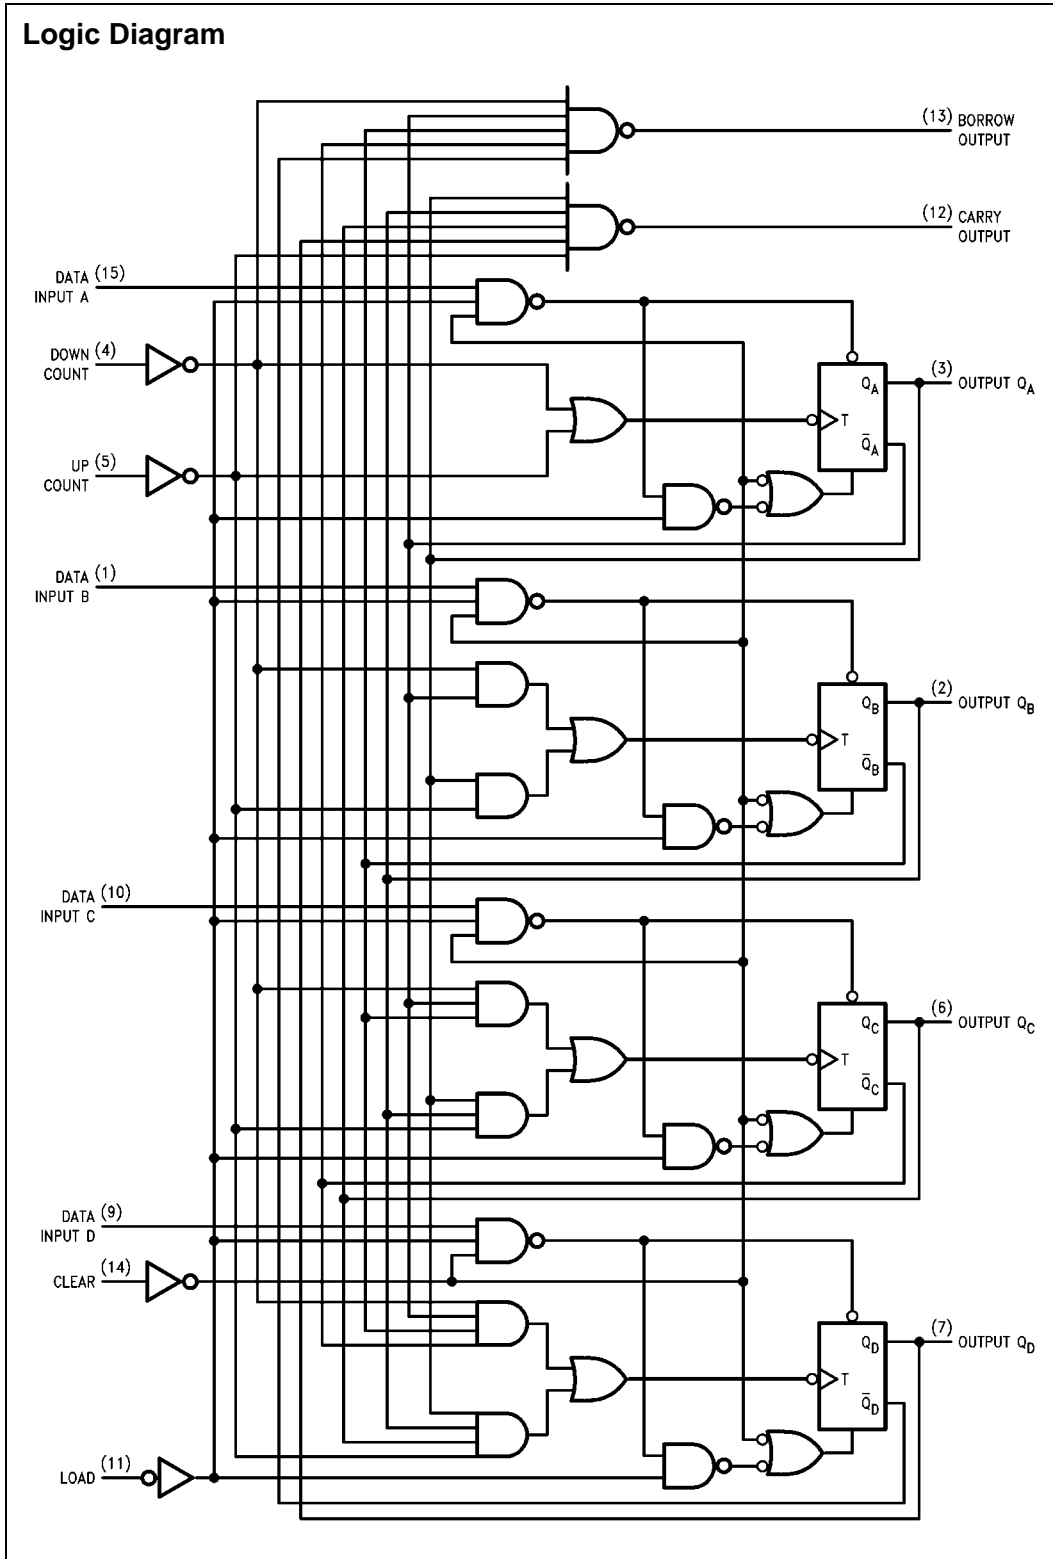 Logic Diagram
(13) BORROW
OUTPUT
(12) CARRY
OUTPUT
DATA (15)
INPUT A
DOWN (4)
COUNT
Q_A
(3) OUTPUT Q_A
T
Q̅_A
UP (5)
COUNT
DATA (1)
INPUT B
Q_B
(2) OUTPUT Q_B
T
Q̅_B
DATA (10)
INPUT C
Q_C
(6) OUTPUT Q_C
T
Q̅_C
DATA (9)
INPUT D
CLEAR (14)
Q_D
(7) OUTPUT Q_D
T
Q̅_D
LOAD (11)